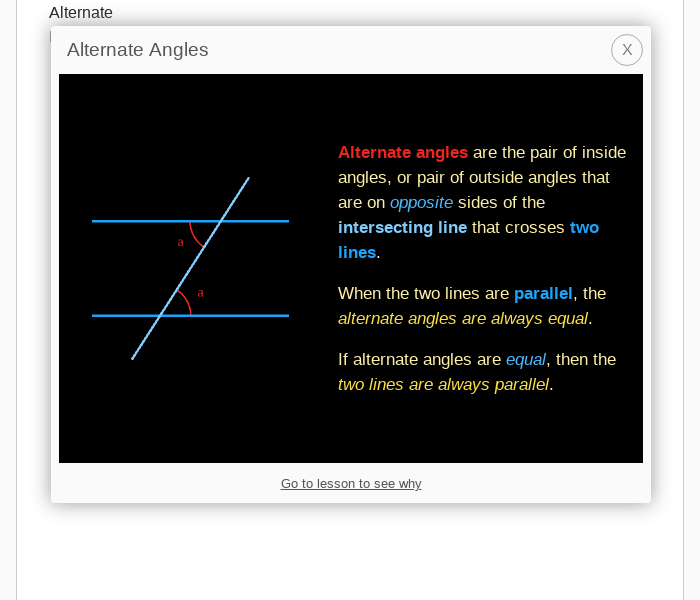 Alternate
Alternate Angles
X
Alternate angles are the pair of inside
angles, or pair of outside angles that
are on opposite sides of the
intersecting line that crosses two
lines.
When the two lines are parallel, the
alternate angles are always equal.
If alternate angles are equal, then the
two lines are always parallel.
a
a
Go to lesson to see why